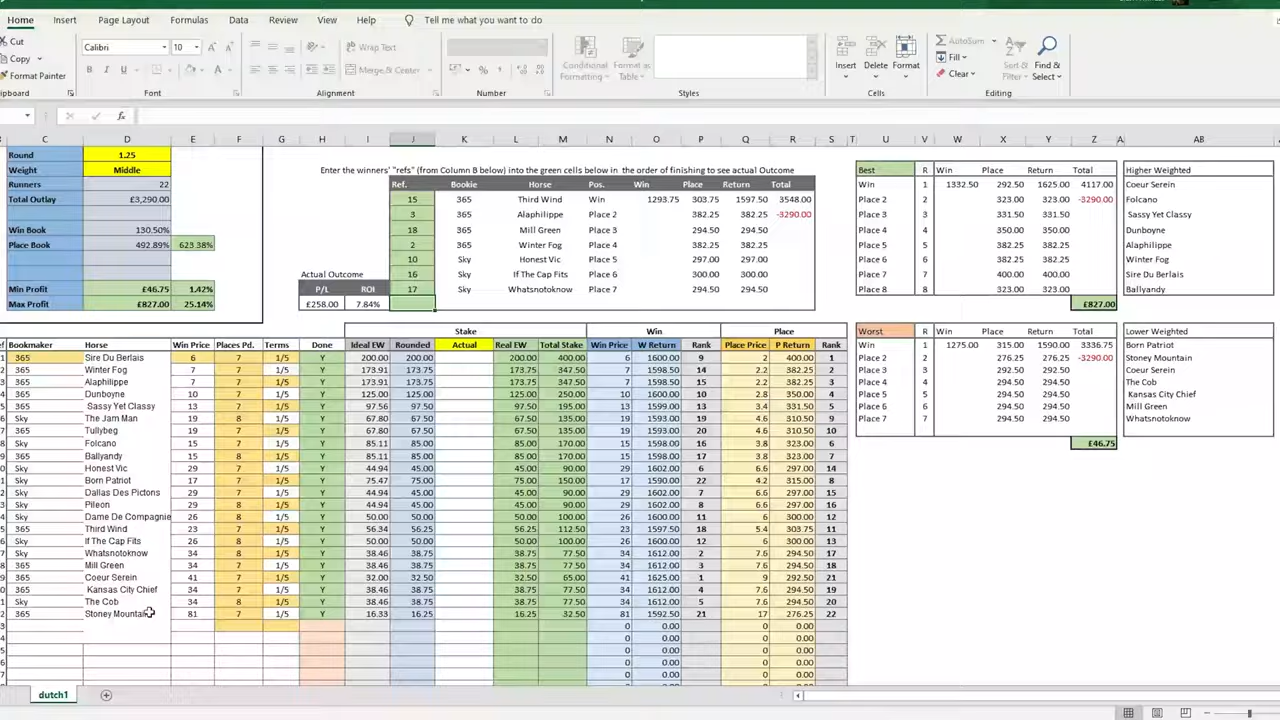 Home Insert Page Layout Formulas Data Review View Help Tell me what you want to do
Cut Calibri 10 Wrap Text AutoSum
Copy Fill
Format Painter B I U Merge & Center Conditional Formatting Format as Table Insert Delete Format Clear Sort & Filter Find & Select
Font Alignment Number Styles Cells Editing
fx
C D E F G H I J K L M N O P Q R S T U V W X Y Z AB
Round 1.25
Weight Middle Enter the winners' "refs" (from Column B below) into the green cells below in the order of finishing to see actual Outcome Best R Win Place Return Total Higher Weighted
Runners 22 Ref. Bookie Horse Pos. Win Place Return Total Win 1 1332.50 292.50 1625.00 4117.00 Coeur Serein
Total Outlay £3,290.00 15 365 Third Wind Win 1293.75 303.75 1597.50 3548.00 Place 2 2 323.00 323.00 -3290.00 Folcano
3 365 Alaphilippe Place 2 382.25 382.25 -3290.00 Place 3 3 331.50 331.50 Sassy Yet Classy
Win Book 130.50% 18 365 Mill Green Place 3 294.50 294.50 Place 4 4 350.00 350.00 Dunboyne
Place Book 492.89% 623.38% 2 365 Winter Fog Place 4 382.25 382.25 Place 5 5 382.25 382.25 Alaphilippe
10 Sky Honest Vic Place 5 297.00 297.00 Place 6 6 382.25 382.25 Winter Fog
Actual Outcome 16 Sky If The Cap Fits Place 6 300.00 300.00 Place 7 7 400.00 400.00 Sire Du Berlais
Min Profit £46.75 1.42% P/L ROI 17 Sky Whatsnotoknow Place 7 294.50 294.50 Place 8 8 323.00 323.00 Ballyandy
Max Profit £827.00 25.14% £258.00 7.84% £827.00
Stake Win Place Worst R Win Place Return Total Lower Weighted
Bookmaker Horse Win Price Places Pd. Terms Done Ideal EW Rounded Actual Real EW Total Stake Win Price W Return Rank Place Price P Return Rank Win 1 1275.00 315.00 1590.00 3336.75 Born Patriot
365 Sire Du Berlais 6 7 1/5 Y 200.00 200.00 200.00 400.00 6 1600.00 9 2 400.00 1 Place 2 2 276.25 276.25 -3290.00 Stoney Mountain
365 Winter Fog 7 7 1/5 Y 173.91 173.75 173.75 347.50 7 1598.50 14 2.2 382.25 2 Place 3 3 292.50 292.50 Coeur Serein
365 Alaphilippe 7 7 1/5 Y 173.91 173.75 173.75 347.50 7 1598.50 15 2.2 382.25 3 Place 4 4 294.50 294.50 The Cob
365 Dunboyne 10 7 1/5 Y 125.00 125.00 125.00 250.00 10 1600.00 10 2.8 350.00 4 Place 5 5 294.50 294.50 Kansas City Chief
365 Sassy Yet Classy 13 7 1/5 Y 97.56 97.50 97.50 195.00 13 1599.00 13 3.4 331.50 5 Place 6 6 294.50 294.50 Mill Green
Sky The Jam Man 19 8 1/5 Y 67.80 67.50 67.50 135.00 19 1593.00 19 4.6 310.50 9 Place 7 7 294.50 294.50 Whatsnotoknow
365 Tullybeg 19 7 1/5 Y 67.80 67.50 67.50 135.00 19 1593.00 20 4.6 310.50 10
Sky Folcano 15 8 1/5 Y 85.11 85.00 85.00 170.00 15 1598.00 16 3.8 323.00 6 £46.75
365 Ballyandy 15 8 1/5 Y 85.11 85.00 85.00 170.00 15 1598.00 17 3.8 323.00 7
Sky Honest Vic 29 7 1/5 Y 44.94 45.00 45.00 90.00 29 1602.00 6 6.6 297.00 14
Sky Born Patriot 17 7 1/5 Y 75.47 75.00 75.00 150.00 17 1590.00 22 4.2 315.00 8
Sky Dallas Des Pictons 29 7 1/5 Y 44.94 45.00 45.00 90.00 29 1602.00 7 6.6 297.00 15
Sky Pileon 29 8 1/5 Y 44.94 45.00 45.00 90.00 29 1602.00 8 6.6 297.00 16
Sky Dame De Compagnie 26 8 1/5 Y 50.00 50.00 50.00 100.00 26 1600.00 11 6 300.00 12
365 Third Wind 23 7 1/5 Y 56.34 56.25 56.25 112.50 23 1597.50 18 5.4 303.75 11
Sky If The Cap Fits 26 8 1/5 Y 50.00 50.00 50.00 100.00 26 1600.00 12 6 300.00 13
Sky Whatsnotoknow 34 8 1/5 Y 38.46 38.75 38.75 77.50 34 1612.00 2 7.6 294.50 17
365 Mill Green 34 7 1/5 Y 38.46 38.75 38.75 77.50 34 1612.00 3 7.6 294.50 18
365 Coeur Serein 41 7 1/5 Y 32.00 32.50 32.50 65.00 41 1625.00 1 9 292.50 21
365 Kansas City Chief 34 7 1/5 Y 38.46 38.75 38.75 77.50 34 1612.00 4 7.6 294.50 19
Sky The Cob 34 8 1/5 Y 38.46 38.75 38.75 77.50 34 1612.00 5 7.6 294.50 20
365 Stoney Mountain 81 7 1/5 Y 16.33 16.25 16.25 32.50 81 1592.50 21 17 276.25 22
0 0.00 0 0.00
0 0.00 0 0.00
0 0.00 0 0.00
0 0.00 0 0.00
0 0.00 0 0.00
dutch1